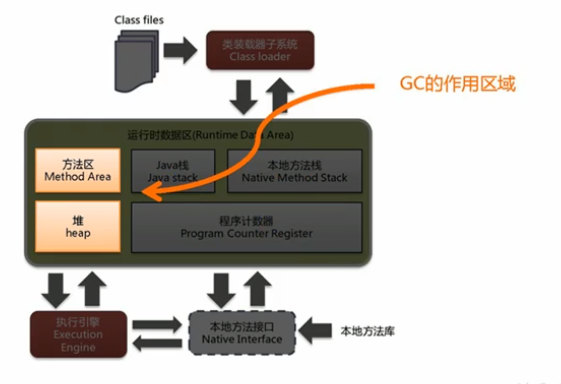 Class files
类装载器子系统
Class loader
GC的作用区域
运行时数据区(Runtime Data Area)
方法区
Method Area
Java栈
Java stack
本地方法栈
Native Method Stack
堆
heap
程序计数器
Program Counter Register
执行引擎
Execution
Engine
本地方法接口
Native Interface
本地方法库